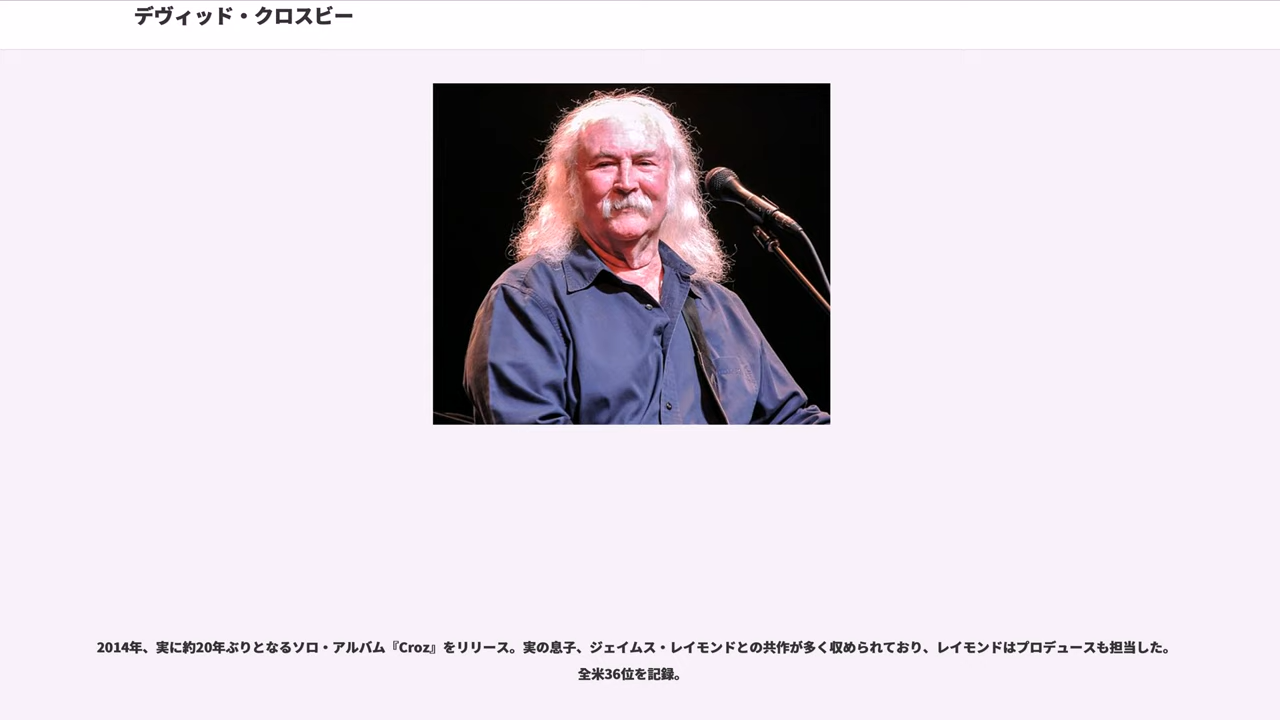 デヴィッド・クロスビー
2014年、実に約20年ぶりとなるソロ・アルバム『Croz』をリリース。実の息子、ジェイムス・レイモンドとの共作が多く収められており、レイモンドはプロデュースも担当した。
全米36位を記録。